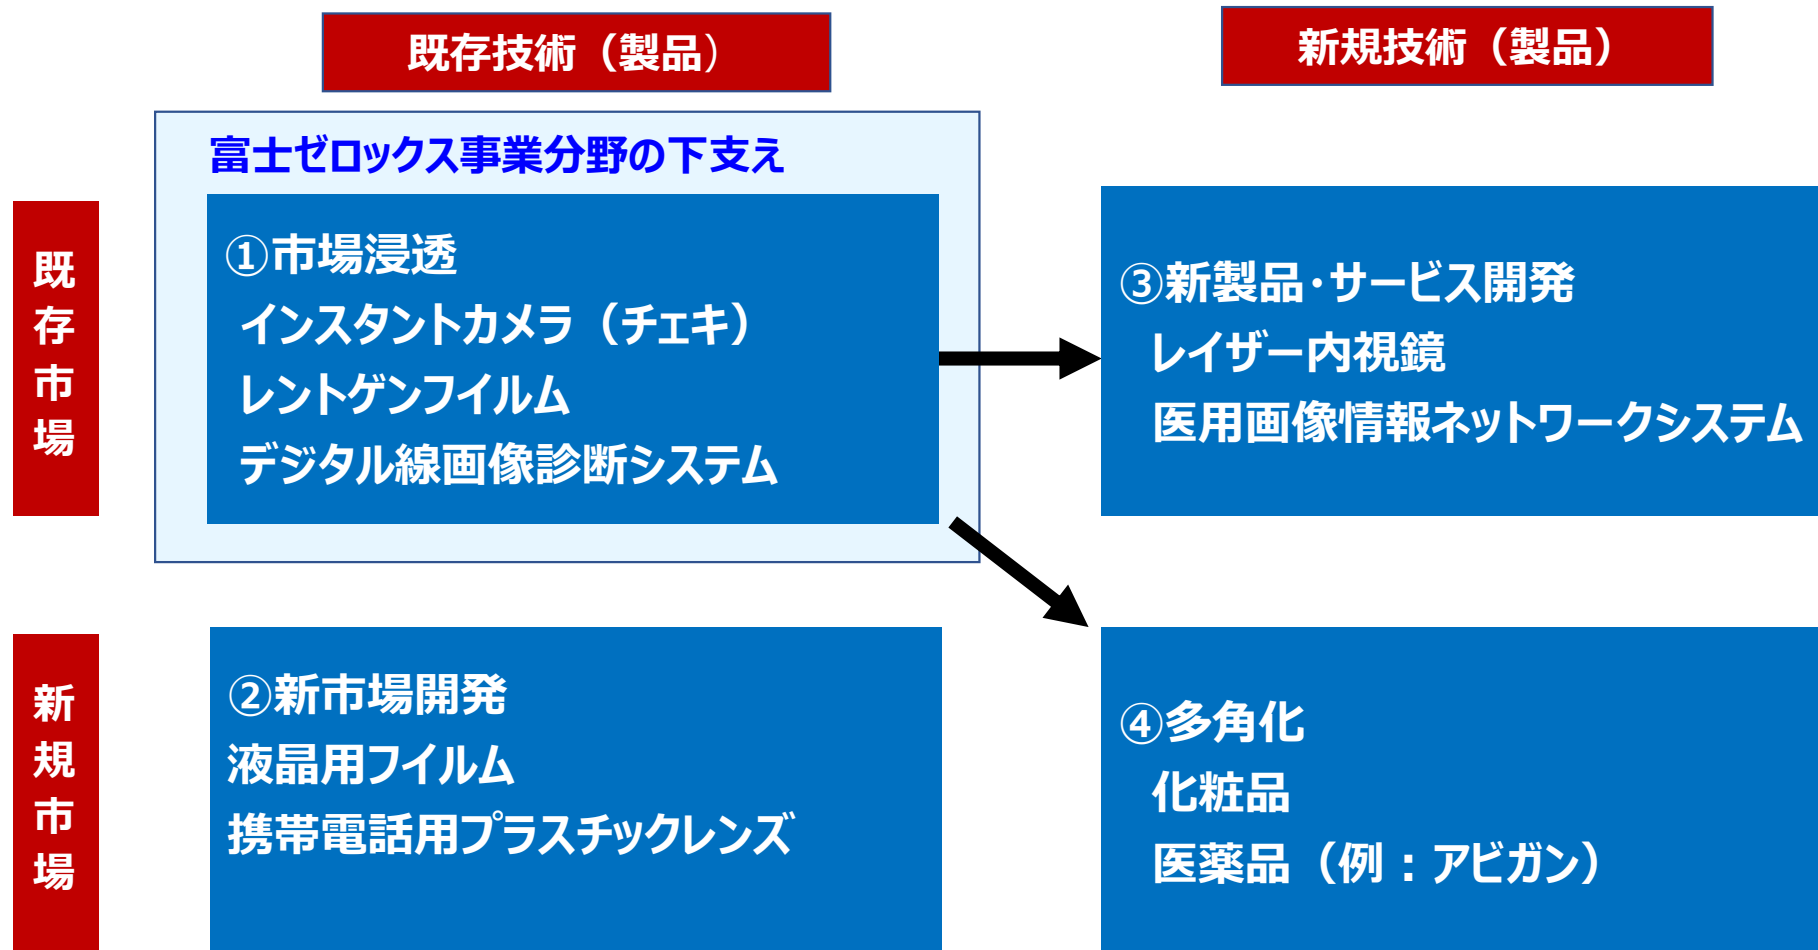 既存技術（製品）
新規技術（製品）
富士ゼロックス事業分野の下支え
既存市場
①市場浸透
インスタントカメラ（チェキ）
レントゲンフイルム
デジタル線画像診断システム
③新製品・サービス開発
レイザー内視鏡
医用画像情報ネットワークシステム
新規市場
②新市場開発
液晶用フイルム
携帯電話用プラスチックレンズ
④多角化
化粧品
医薬品（例：アビガン）